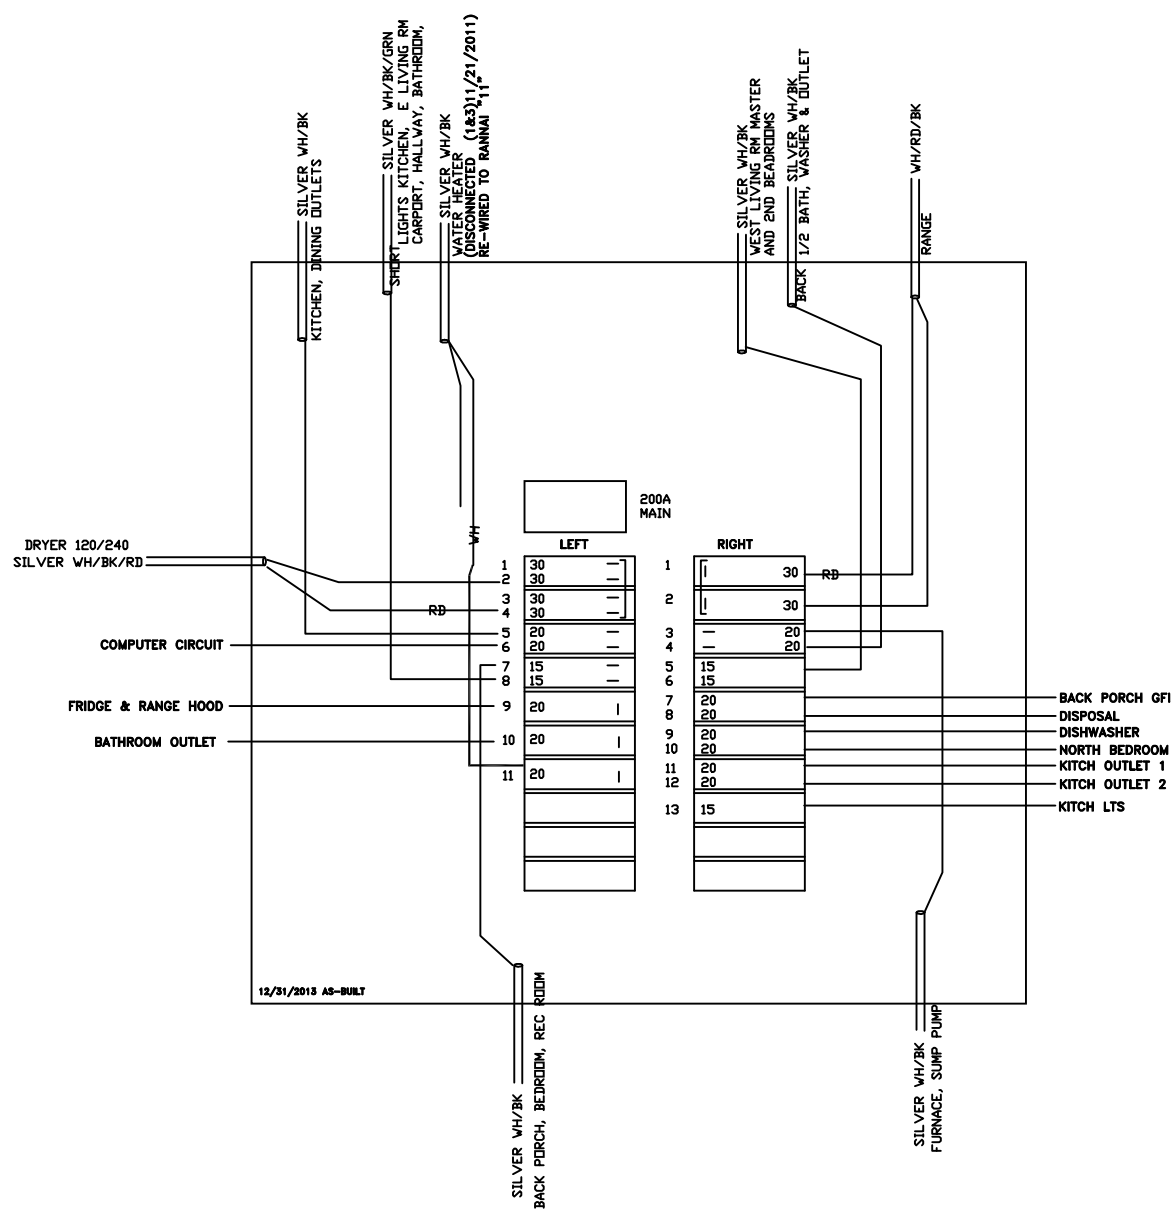 SILVER WH/BK
KITCHEN, DINING OUTLETS
SILVER WH/BK/GRN
SHORT
LIGHTS KITCHEN, E LIVING RM
CARPORT, HALLWAY, BATHROOM,
SILVER WH/BK
WATER HEATER
(DISCONNECTED (1&3)11/21/2011)
RE-WIRED TO RANNAI "11"
SILVER WH/BK
WEST LIVING RM MASTER
AND 2ND BEADROOMS
SILVER WH/BK
BACK 1/2 BATH, WASHER & OUTLET
WH/RD/BK
RANGE
200A
MAIN
WH
DRYER 120/240
SILVER WH/BK/RD
RD
COMPUTER CIRCUIT
FRIDGE & RANGE HOOD
BATHROOM OUTLET
LEFT
1 30
2 30
3 30
4 30
5 20
6 20
7 15
8 15
9 20
10 20
11 20
RIGHT
1 30
RD
2 30
3 20
4 20
5 15
6 15
7 20
8 20
9 20
10 20
11 20
12 20
13 15
BACK PORCH GFI
DISPOSAL
DISHWASHER
NORTH BEDROOM
KITCH OUTLET 1
KITCH OUTLET 2
KITCH LTS
12/31/2013 AS-BUILT
SILVER WH/BK
BACK PORCH, BEDROOM, REC ROOM
SILVER WH/BK
FURNACE, SUMP PUMP